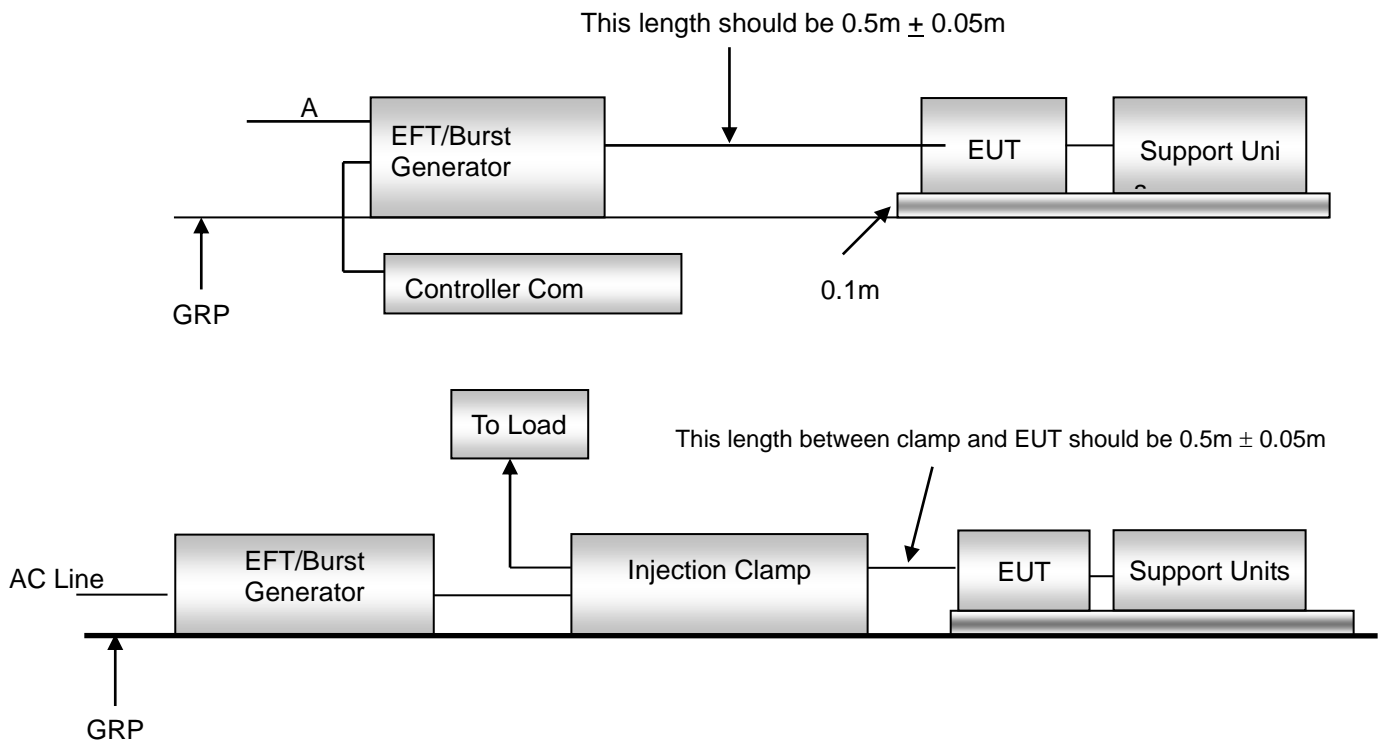 This length should be 0.5m ± 0.05m
A
EFT/Burst
Generator
EUT
Support Uni
Controller Com
0.1m
GRP
To Load
This length between clamp and EUT should be 0.5m ± 0.05m
AC Line
EFT/Burst
Generator
Injection Clamp
EUT
Support Units
GRP